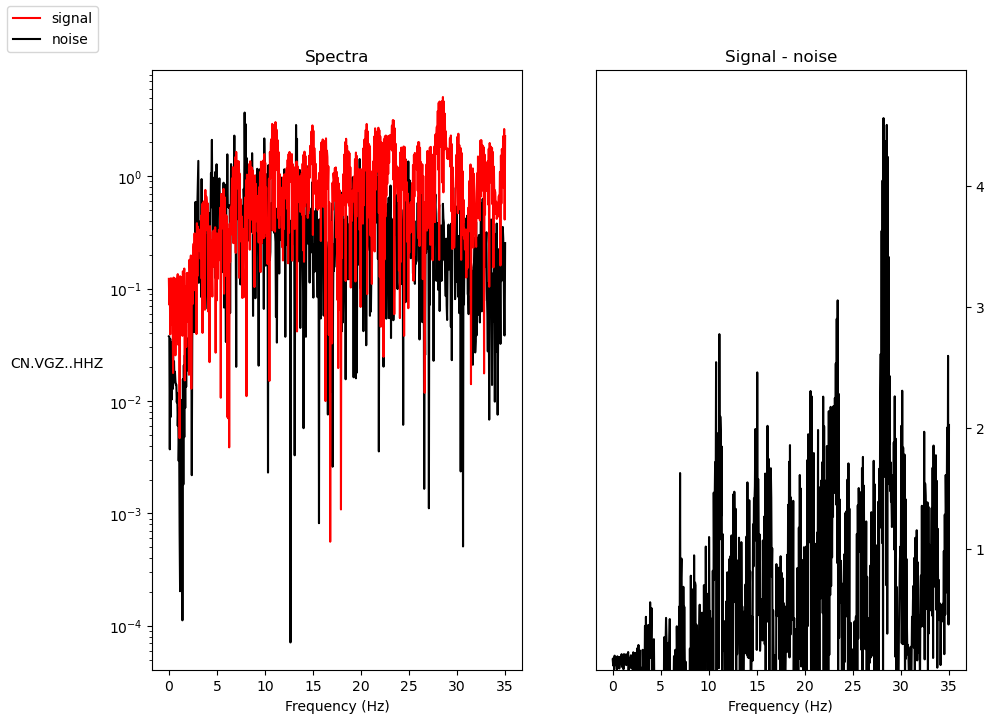 signal
noise
Spectra
Signal - noise
10^0
10^-1
10^-2
10^-3
10^-4
CN.VGZ..HHZ
4
3
2
1
0 5 10 15 20 25 30 35
0 5 10 15 20 25 30 35
Frequency (Hz)
Frequency (Hz)